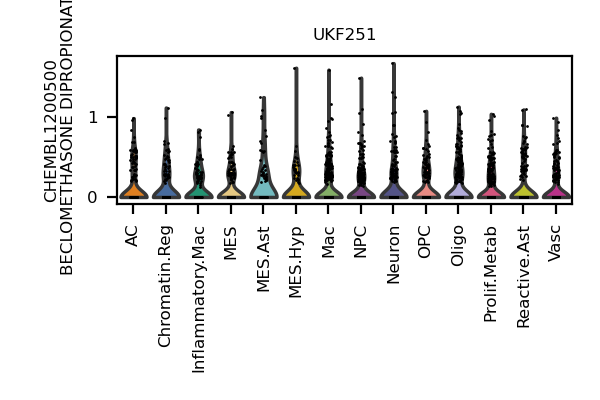 UKF251
CHEMBL1200500
BECLOMETHASONE DIPROPIONAT
1
0
AC
Chromatin.Reg
Inflammatory.Mac
MES
MES.Ast
MES.Hyp
Mac
NPC
Neuron
OPC
Oligo
Prolif.Metab
Reactive.Ast
Vasc